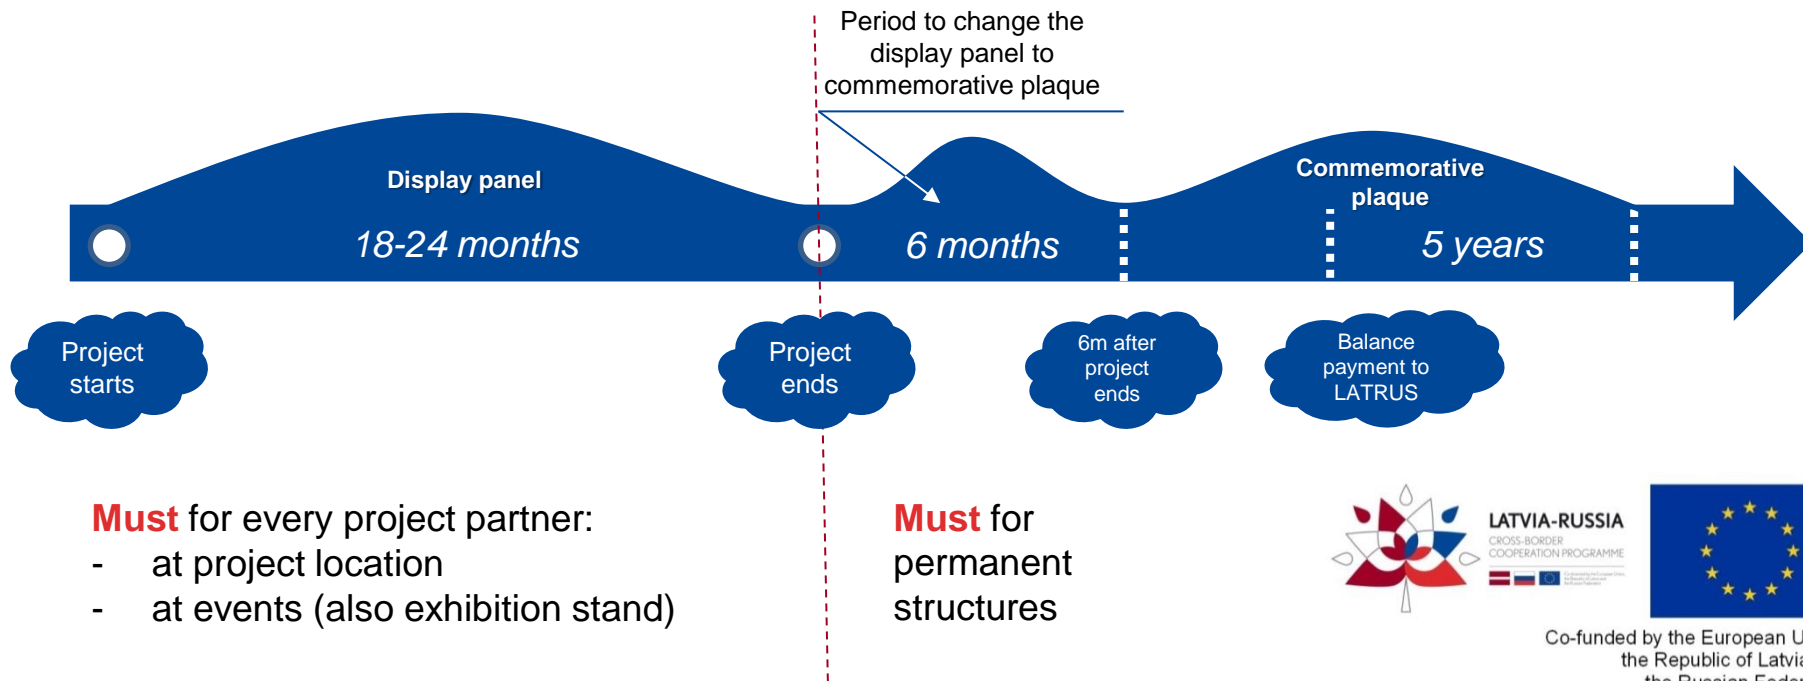 Period to change the
display panel to
commemorative plaque
Display panel
Commemorative
plaque
18-24 months
6 months
5 years
Project
starts
Project
ends
6m after
project
ends
Balance
payment to
LATRUS
Must for every project partner:
- at project location
- at events (also exhibition stand)
Must for
permanent
structures
LATVIA-RUSSIA
CROSS-BORDER
COOPERATION PROGRAMME
Co-funded by the European U
the Republic of Latvia
the Russian Feder